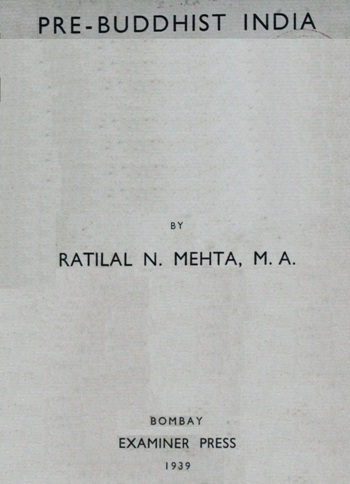 PRE-BUDDHIST INDIA
BY
RATILAL N. MEHTA, M. A.
BOMBAY
EXAMINER PRESS
1939